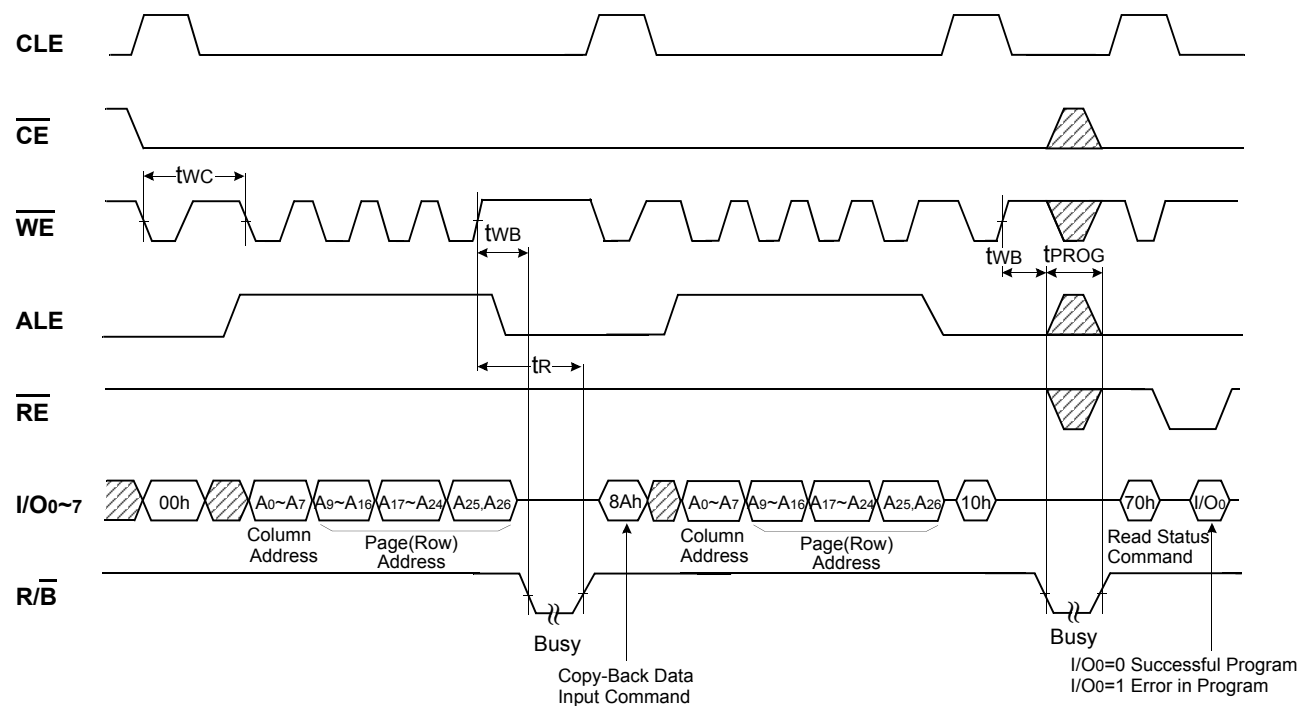 CLE
CE
tWC
WE
tWB
tWB
tPROG
ALE
tR
RE
I/O0~7
00h
A0~A7
A9~A16
A17~A24
A25,A26
8Ah
A0~A7
A9~A16
A17~A24
A25,A26
10h
70h
I/O0
Column
Address
Page(Row)
Address
Column
Address
Page(Row)
Address
Read Status
Command
R/B
Busy
Busy
Copy-Back Data
Input Command
I/O0=0 Successful Program
I/O0=1 Error in Program